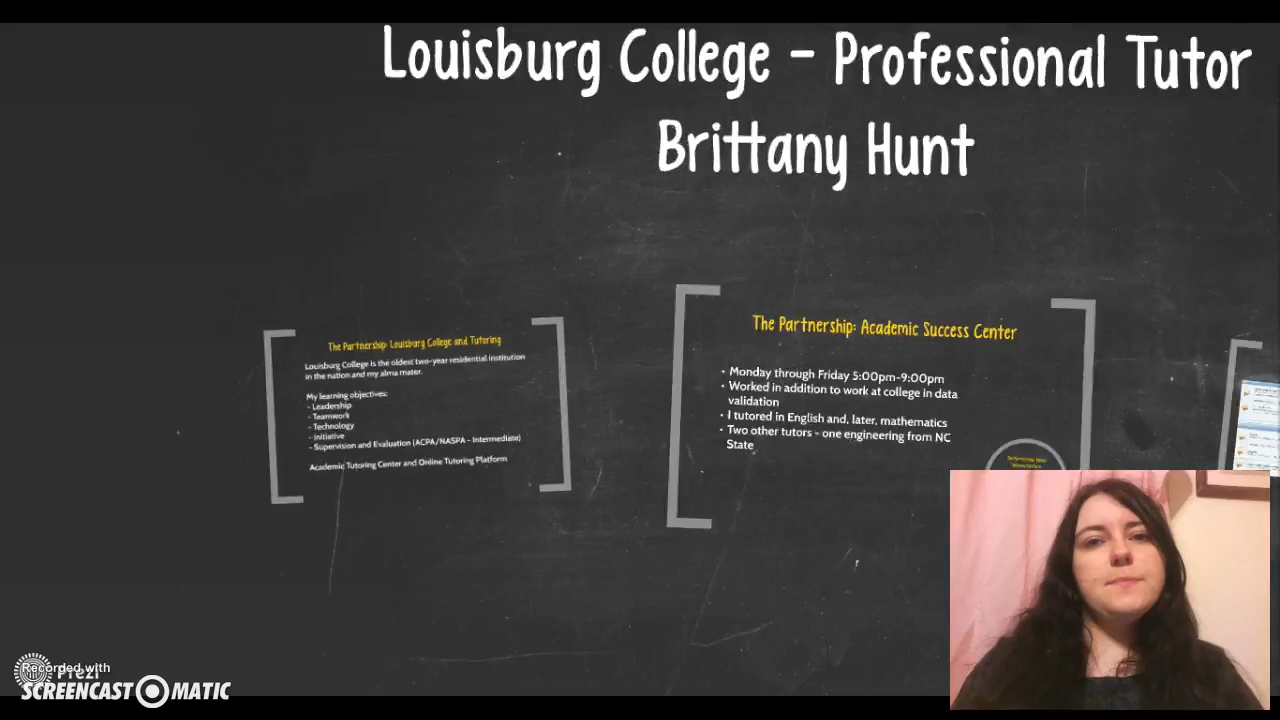 Louisburg College - Professional Tutor
Brittany Hunt
The Partnership: Louisburg College and Tutoring
Louisburg College is the oldest two-year residential institution
in the nation and my alma mater.
My learning objectives:
- Leadership
- Teamwork
- Technology
- Initiative
- Supervision and Evaluation (ACPA/NASPA - Intermediate)
Academic Tutoring Center and Online Tutoring Platform
The Partnership: Academic Success Center
• Monday through Friday 5:00pm-9:00pm
• Worked in addition to work at college in data
validation
• I tutored in English and, later, mathematics
• Two other tutors - one engineering from NC
State
Recorded with
Prezi
SCREENCAST MATIC